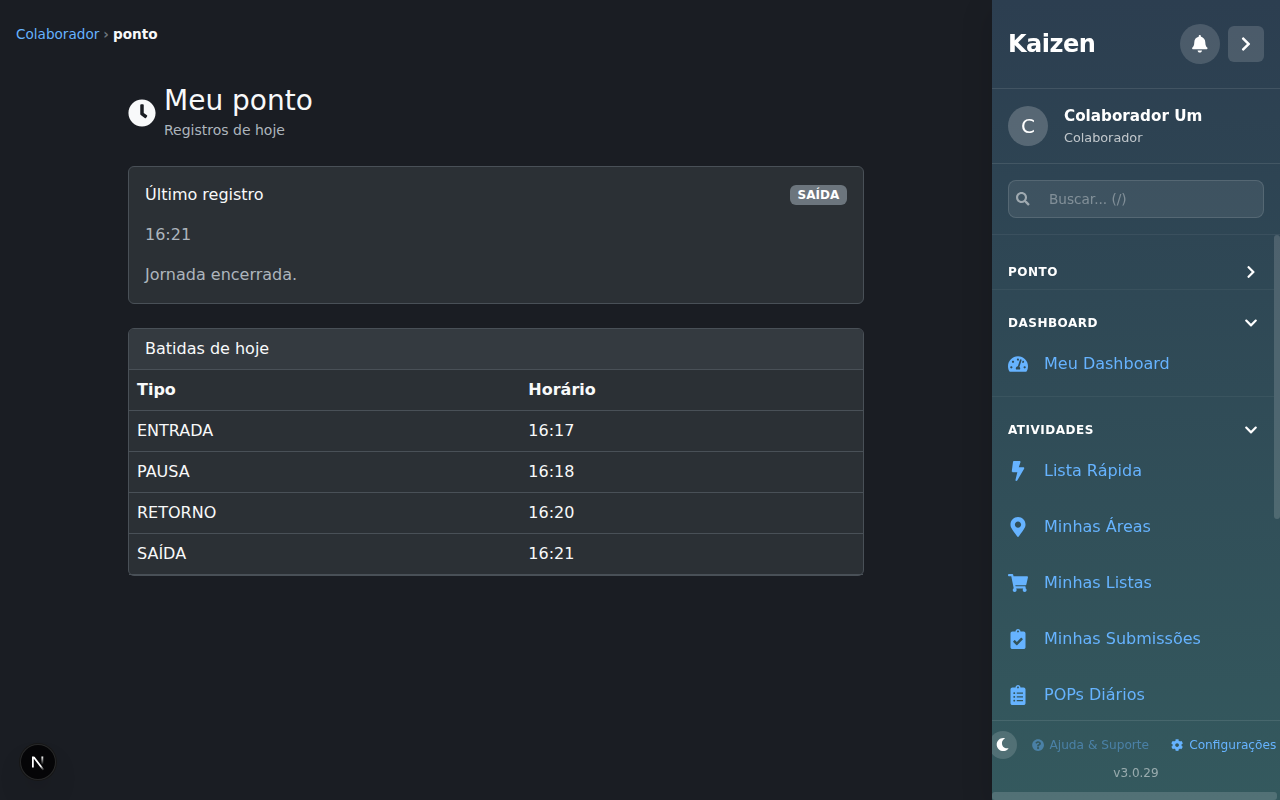 Colaborador › ponto
Meu ponto
Registros de hoje
Último registro
SAÍDA
16:21
Jornada encerrada.
Batidas de hoje
Tipo Horário
ENTRADA 16:17
PAUSA 16:18
RETORNO 16:20
SAÍDA 16:21
N
Kaizen
C
Colaborador Um
Colaborador
Buscar... (/)
PONTO
DASHBOARD
Meu Dashboard
ATIVIDADES
Lista Rápida
Minhas Áreas
Minhas Listas
Minhas Submissões
POPs Diários
Ajuda & Suporte Configurações
v3.0.29